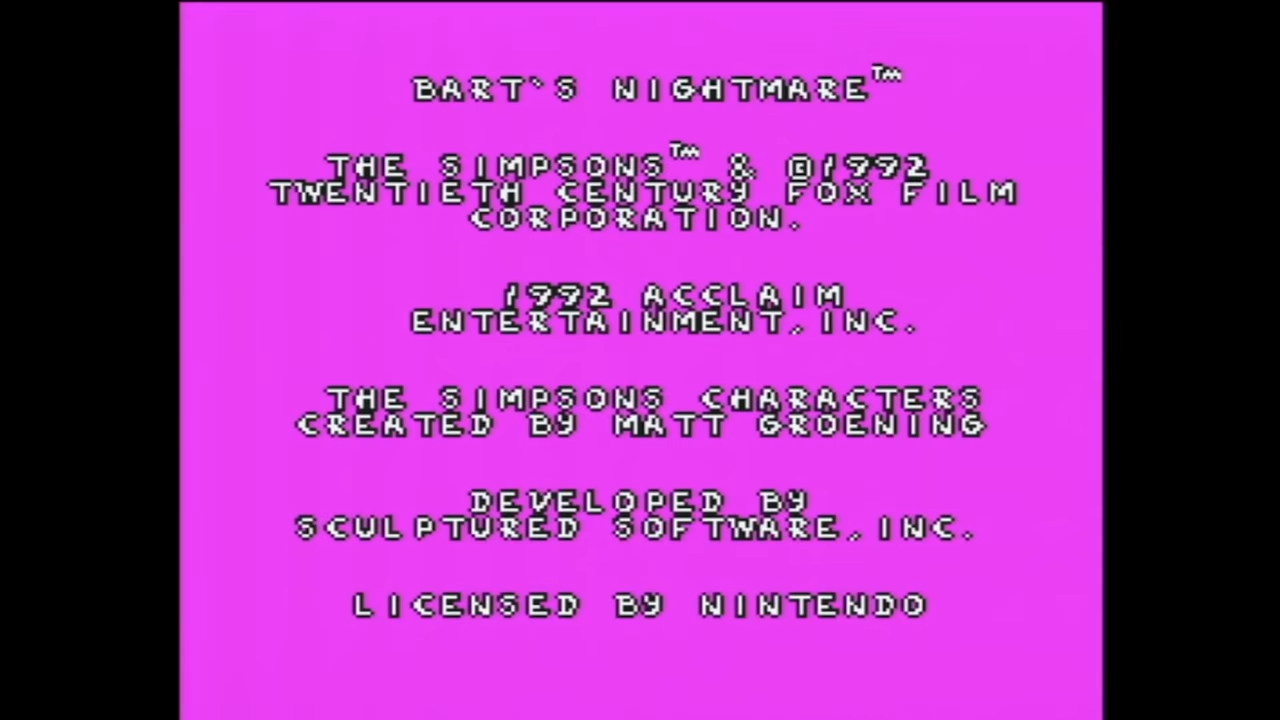 BART'S NIGHTMARE™
THE SIMPSONS™ & ©1992
TWENTIETH CENTURY FOX FILM
CORPORATION.
1992 ACCLAIM
ENTERTAINMENT, INC.
THE SIMPSONS CHARACTERS
CREATED BY MATT GROENING
DEVELOPED BY
SCULPTURED SOFTWARE, INC.
LICENSED BY NINTENDO